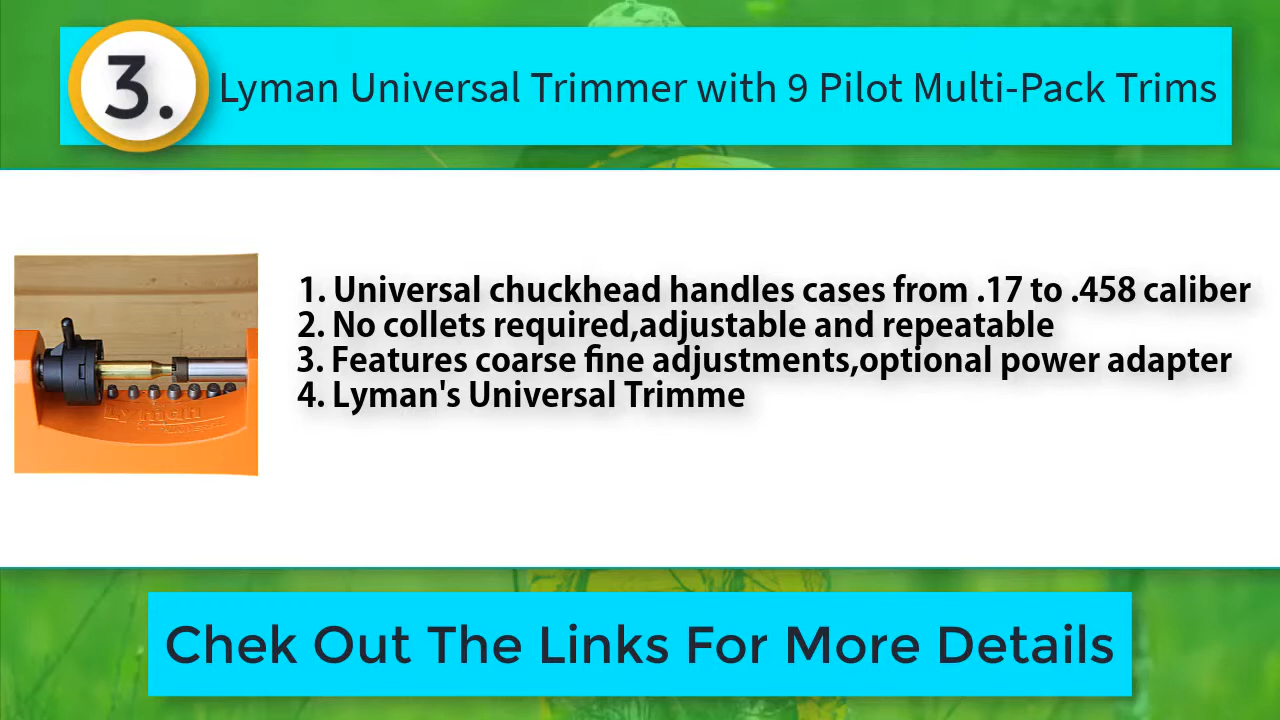 3.
Lyman Universal Trimmer with 9 Pilot Multi-Pack Trims
1. Universal chuckhead handles cases from .17 to .458 caliber
2. No collets required,adjustable and repeatable
3. Features coarse fine adjustments,optional power adapter
4. Lyman's Universal Trimme
Lyman
Chek Out The Links For More Details